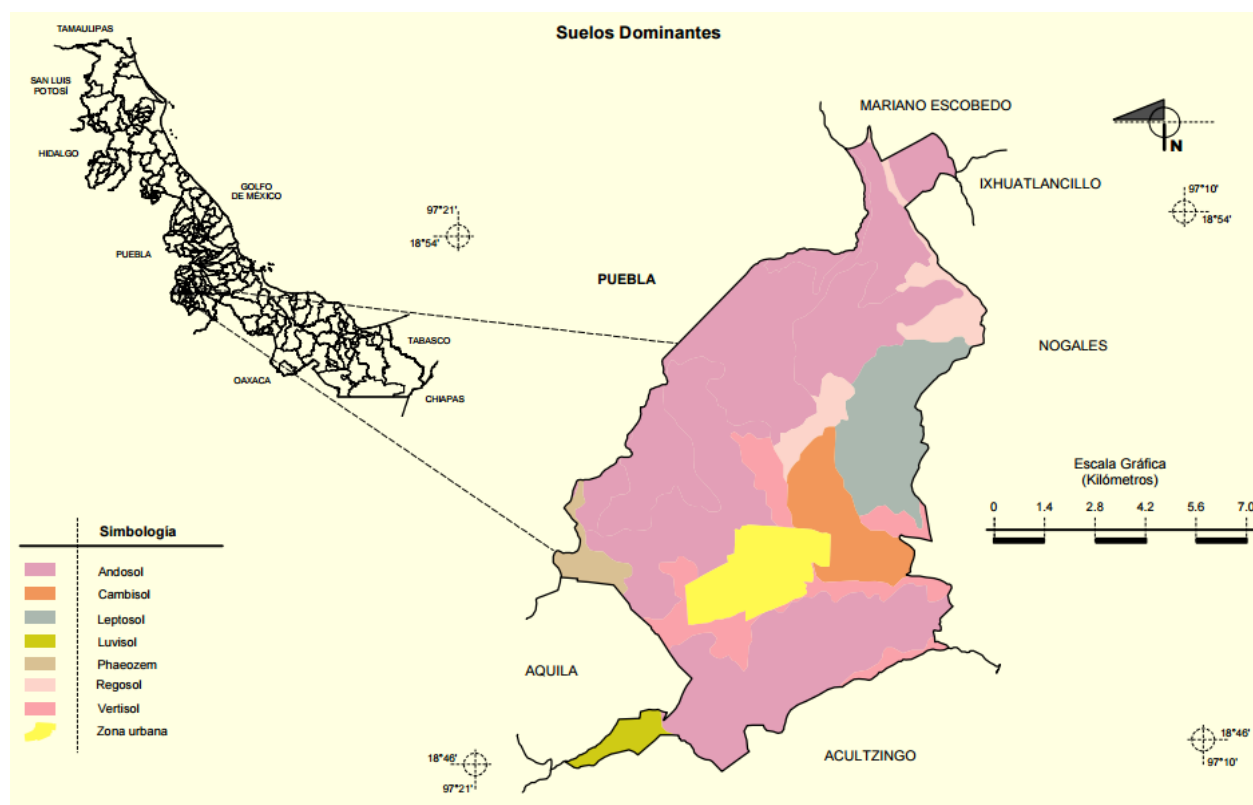 Suelos Dominantes
TAMAULIPAS
SAN LUIS
POTOSÍ
HIDALGO
GOLFO
DE MÉXICO
PUEBLA
TABASCO
OAXACA
CHIAPAS
MARIANO ESCOBEDO
IXHUATLANCILLO
N
97°21'
18°54'
97°10'
18°54'
PUEBLA
NOGALES
Escala Gráfica
(Kilómetros)
0 1.4 2.8 4.2 5.6 7.0
Simbología
Andosol
Cambisol
Leptosol
Luvisol
Phaeozem
Regosol
Vertisol
Zona urbana
AQUILA
ACULTZINGO
18°46'
97°21'
18°46'
97°10'